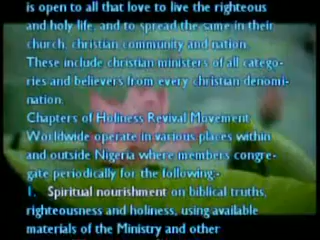 is open to all that love to live the righteous
and holy life, and to spread the same in their
church, christian community and nation.
These include christian ministers of all catego-
ries and believers from every christian denomi-
nation.
Chapters of Holiness Revival Movement
Worldwide operate in various places within
and outside Nigeria where members congre-
gate periodically for the following:-
1. Spiritual nourishment on biblical truths,
righteousness and holiness, using available
materials of the Ministry and other